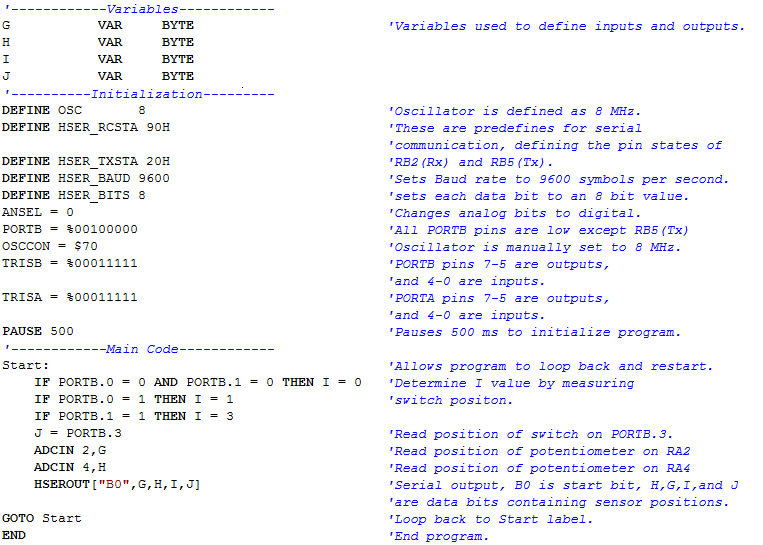 '------------Variables------------
G VAR BYTE 'Variables used to define inputs and outputs.
H VAR BYTE
I VAR BYTE
J VAR BYTE
'----------Initialization---------
DEFINE OSC 8 'Oscillator is defined as 8 MHz.
DEFINE HSER_RCSTA 90H 'These are predefines for serial
'communication, defining the pin states of
DEFINE HSER_TXSTA 20H 'RB2(Rx) and RB5(Tx).
DEFINE HSER_BAUD 9600 'Sets Baud rate to 9600 symbols per second.
DEFINE HSER_BITS 8 'sets each data bit to an 8 bit value.
ANSEL = 0 'Changes analog bits to digital.
PORTB = %00100000 'All PORTB pins are low except RB5(Tx)
OSCCON = $70 'Oscillator is manually set to 8 MHz.
TRISB = %00011111 'PORTB pins 7-5 are outputs,
'and 4-0 are inputs.
TRISA = %00011111 'PORTA pins 7-5 are outputs,
'and 4-0 are inputs.
PAUSE 500 'Pauses 500 ms to initialize program.
'------------Main Code------------
Start: 'Allows program to loop back and restart.
IF PORTB.0 = 0 AND PORTB.1 = 0 THEN I = 0 'Determine I value by measuring
IF PORTB.0 = 1 THEN I = 1 'switch positon.
IF PORTB.1 = 1 THEN I = 3
J = PORTB.3 'Read position of switch on PORTB.3.
ADCIN 2,G 'Read position of potentiometer on RA2
ADCIN 4,H 'Read position of potentiometer on RA4
HSEROUT["B0",G,H,I,J] 'Serial output, B0 is start bit, H,G,I,and J
'are data bits containing sensor positions.
GOTO Start 'Loop back to Start label.
END 'End program.